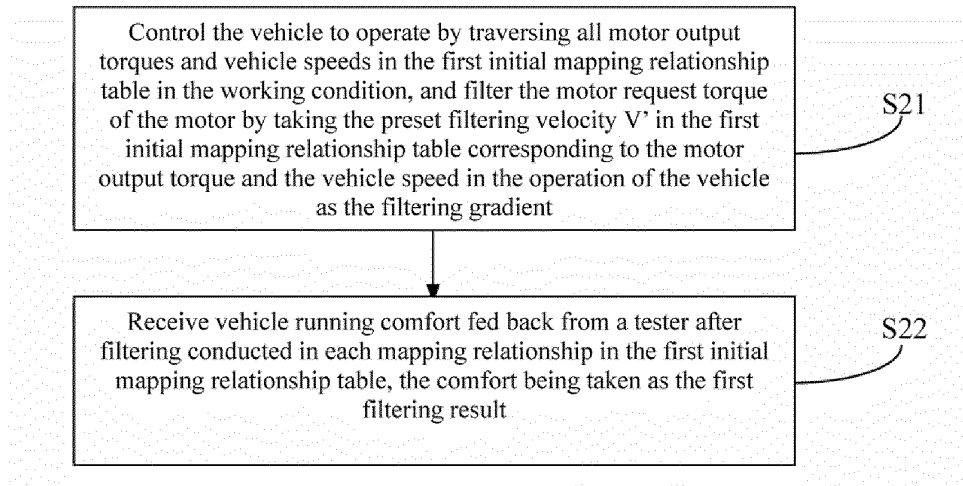 Control the vehicle to operate by traversing all motor output
torques and vehicle speeds in the first initial mapping relationship
table in the working condition, and filter the motor request torque
of the motor by taking the preset filtering velocity V’ in the first
initial mapping relationship table corresponding to the motor
output torque and the vehicle speed in the operation of the vehicle
as the filtering gradient
S21
Receive vehicle running comfort fed back from a tester after
filtering conducted in each mapping relationship in the first initial
mapping relationship table, the comfort being taken as the first
filtering result
S22